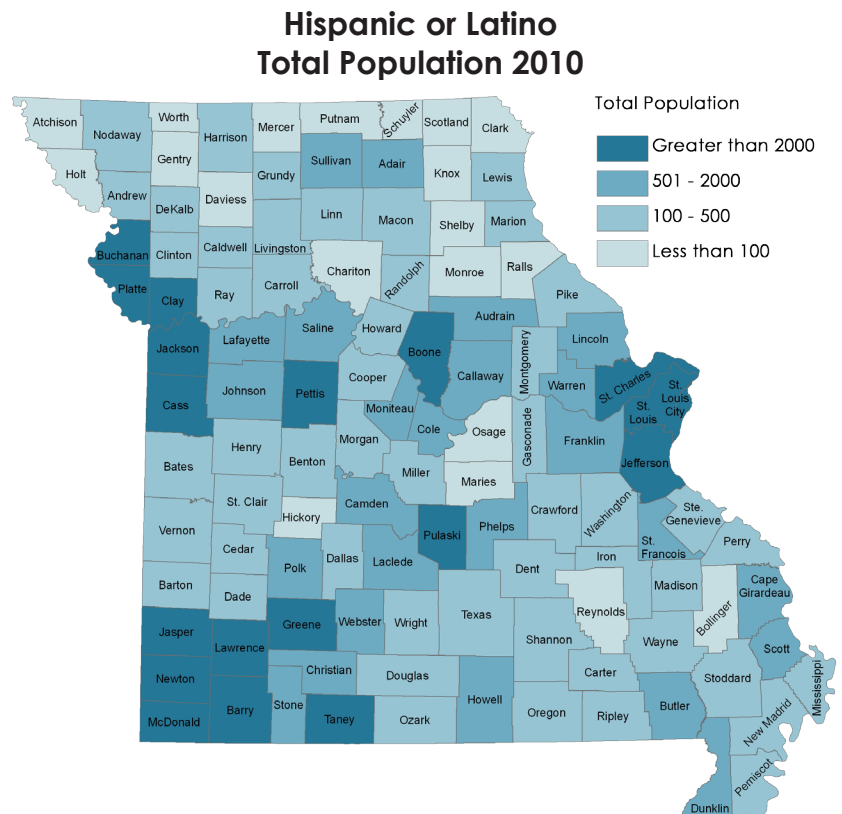 Hispanic or Latino
Total Population 2010
Total Population
Greater than 2000
501 - 2000
100 - 500
Less than 100
Atchison
Nodaway
Worth
Harrison
Mercer
Putnam
Schuyler
Scotland
Clark
Holt
Gentry
Sullivan
Adair
Knox
Lewis
Andrew
DeKalb
Daviess
Grundy
Linn
Macon
Shelby
Marion
Buchanan
Clinton
Caldwell
Livingston
Chariton
Randolph
Monroe
Ralls
Platte
Clay
Ray
Carroll
Pike
Jackson
Lafayette
Saline
Howard
Boone
Audrain
Montgomery
Lincoln
Cass
Johnson
Pettis
Cooper
Moniteau
Callaway
Warren
St. Charles
St.
Louis
City
St.
Louis
Cole
Osage
Gasconade
Franklin
Jefferson
Bates
Henry
Benton
Morgan
Miller
Maries
St. Clair
Hickory
Camden
Pulaski
Phelps
Crawford
Washington
Ste.
Genevieve
St.
Francois
Perry
Vernon
Cedar
Polk
Dallas
Laclede
Dent
Iron
Madison
Bollinger
Cape
Girardeau
Barton
Dade
Greene
Webster
Wright
Texas
Shannon
Reynolds
Wayne
Scott
Jasper
Lawrence
Christian
Douglas
Carter
Stoddard
Mississippi
Newton
McDonald
Barry
Stone
Taney
Ozark
Howell
Oregon
Ripley
Butler
New Madrid
Pemiscot
Dunklin